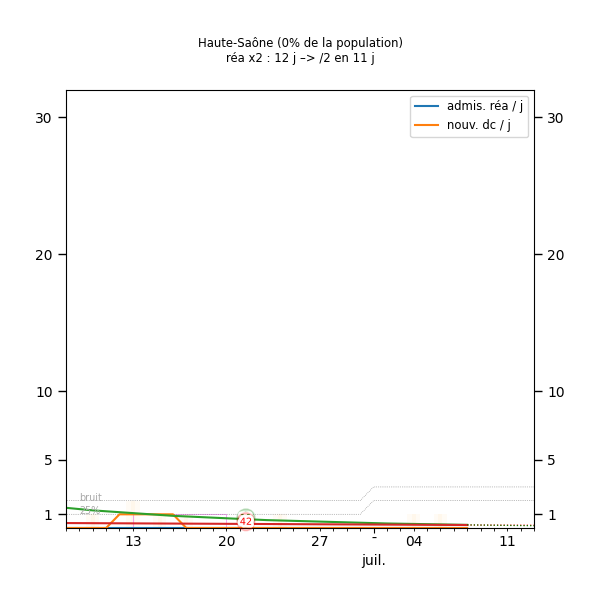 Haute-Saône (0% de la population)
réa x2 : 12 j –> /2 en 11 j
admis. réa / j
nouv. dc / j
30 30
20 20
10 10
5 5
bruit
25%
1 42 1
13 20 27 - 04 11
juil.